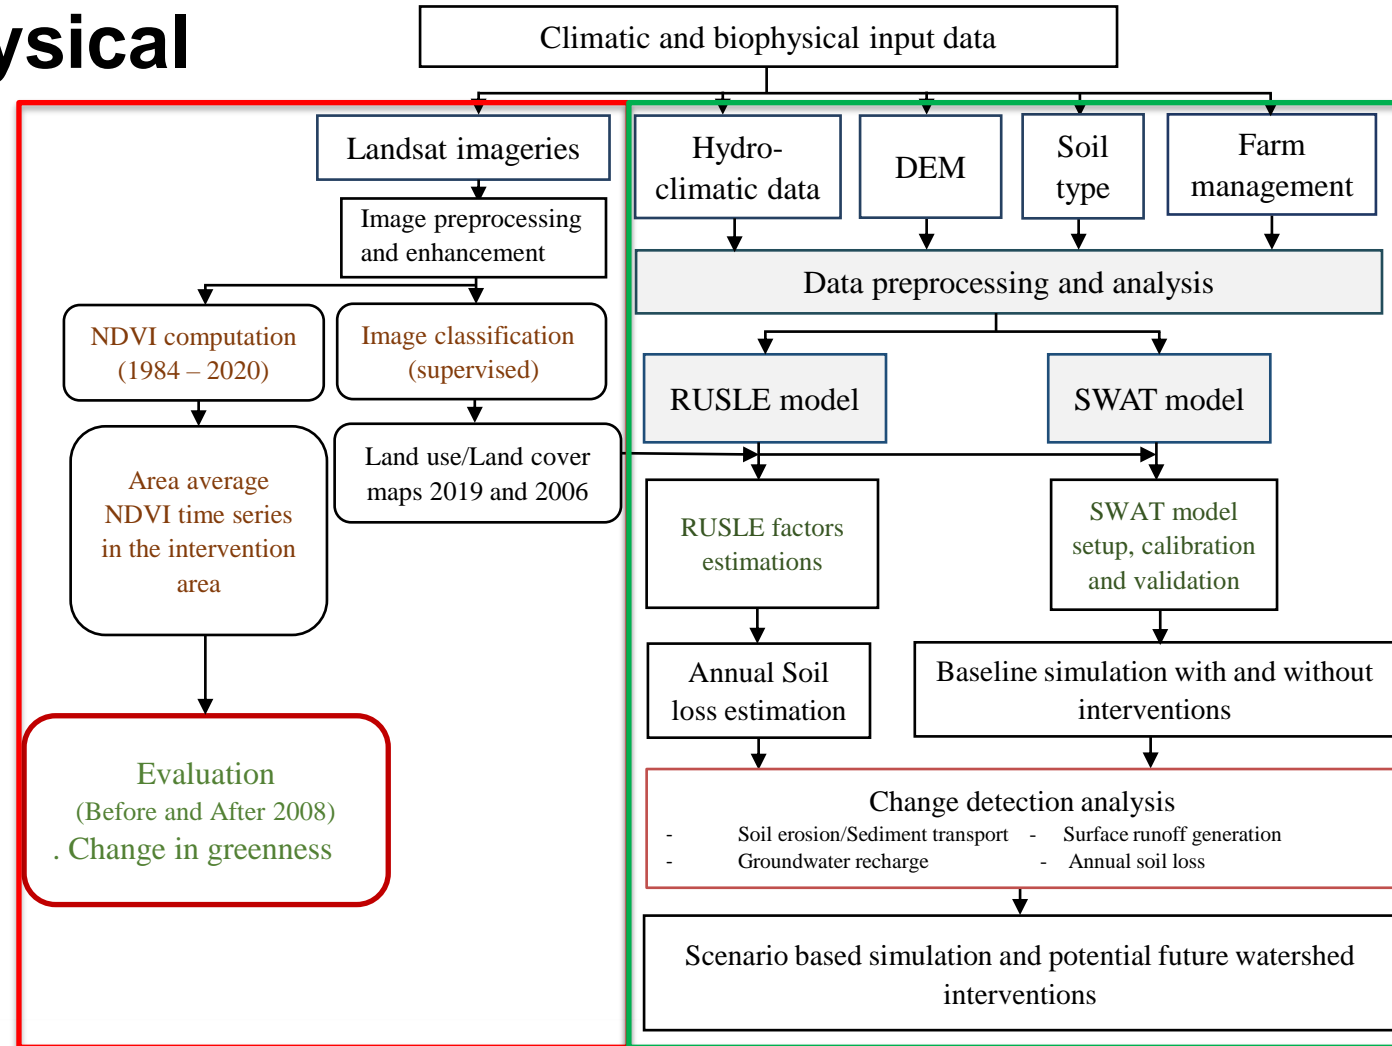 ysical
Climatic and biophysical input data
Landsat imageries
Hydro-
climatic data
DEM
Soil
type
Farm
management
Image preprocessing
and enhancement
Data preprocessing and analysis
NDVI computation
(1984 – 2020)
Image classification
(supervised)
RUSLE model
SWAT model
Area average
NDVI time series
in the intervention
area
Land use/Land cover
maps 2019 and 2006
RUSLE factors
estimations
SWAT model
setup, calibration
and validation
Annual Soil
loss estimation
Baseline simulation with and without
interventions
Evaluation
(Before and After 2008)
. Change in greenness
Change detection analysis
- Soil erosion/Sediment transport - Surface runoff generation
- Groundwater recharge - Annual soil loss
Scenario based simulation and potential future watershed
interventions